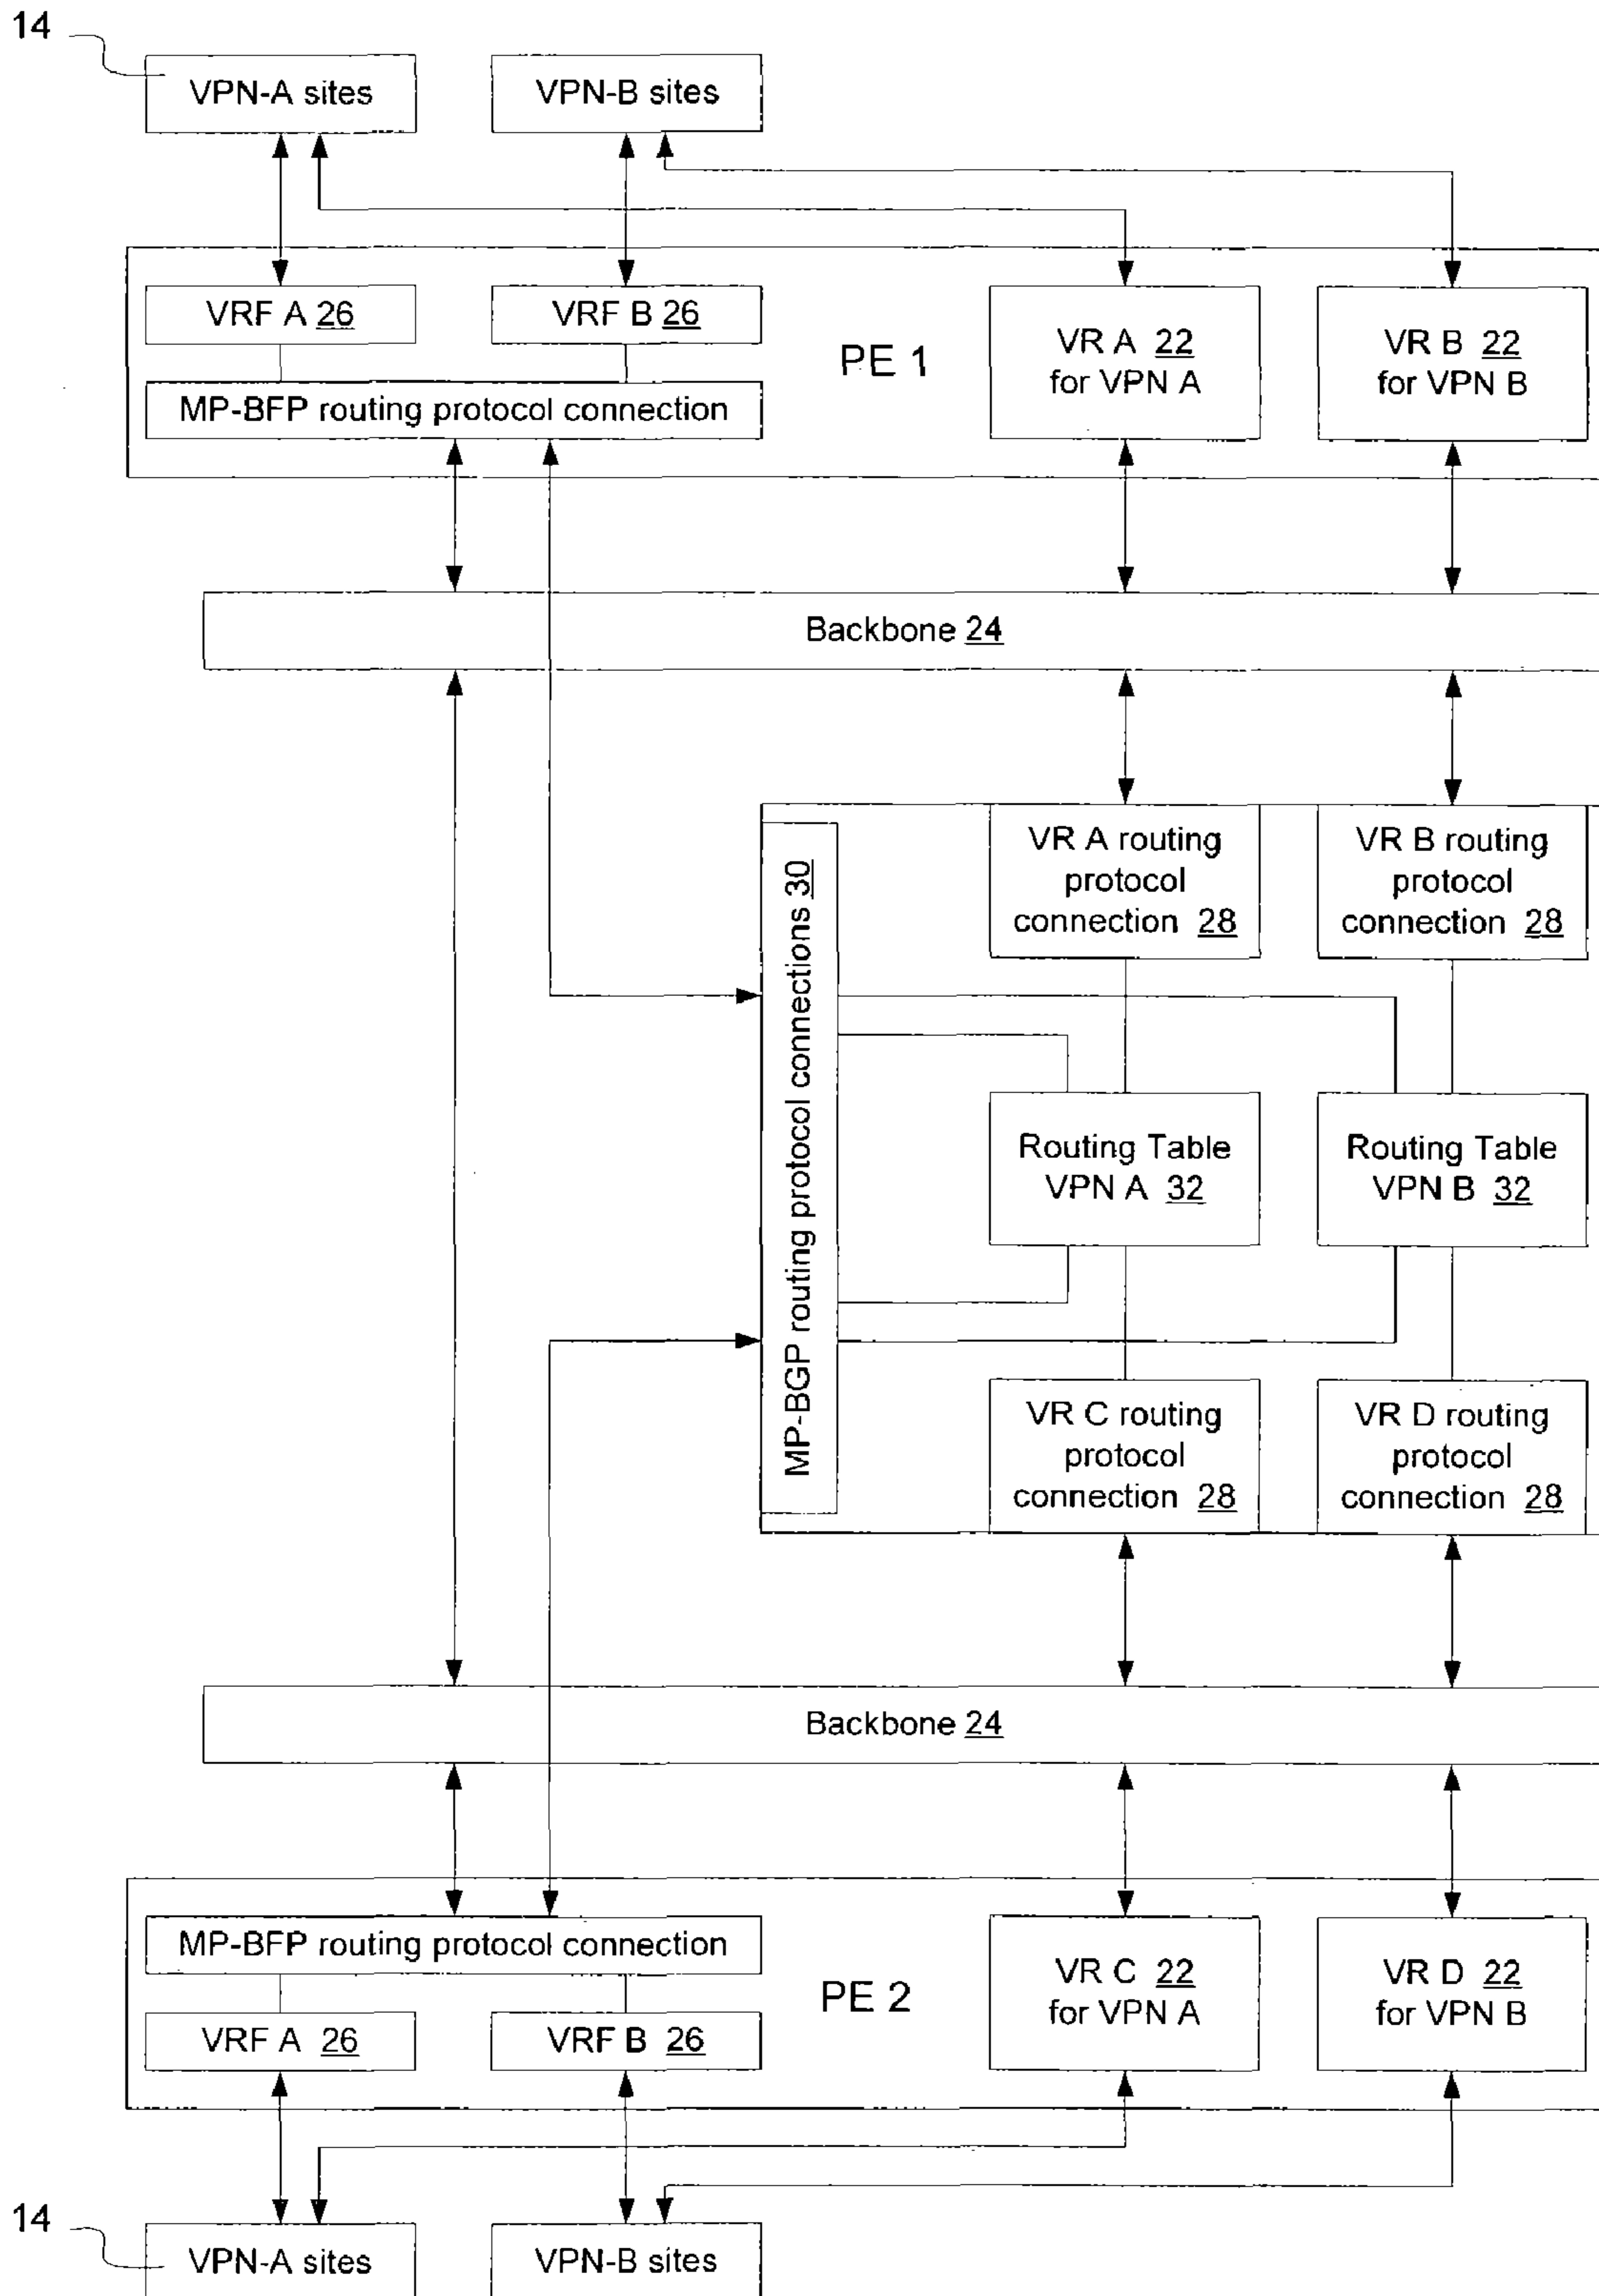 14
VPN-A sites
VPN-B sites
VRF A 26
VRF B 26
MP-BFP routing protocol connection
PE 1
VR A 22
for VPN A
VR B 22
for VPN B
Backbone 24
MP-BGP routing protocol connections 30
VR A routing
protocol
connection 28
VR B routing
protocol
connection 28
Routing Table
VPN A 32
Routing Table
VPN B 32
VR C routing
protocol
connection 28
VR D routing
protocol
connection 28
Backbone 24
MP-BFP routing protocol connection
VRF A 26
VRF B 26
PE 2
VR C 22
for VPN A
VR D 22
for VPN B
14
VPN-A sites
VPN-B sites